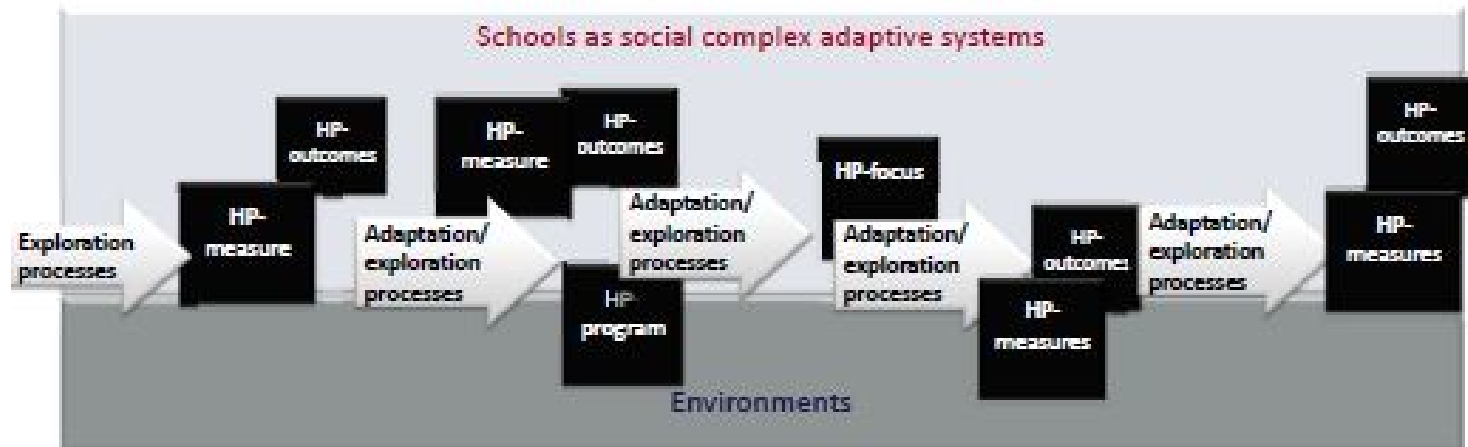 Schools as social complex adaptive systems
Exploration
processes
HP-
measure
HP-
outcomes
Adaptation/
exploration
processes
HP-
measure
HP-
outcomes
HP-
program
Adaptation/
exploration
processes
HP-focus
Adaptation/
exploration
processes
HP-
outcomes
HP-
measures
Adaptation/
exploration
processes
HP-
outcomes
HP-
measures
Environments